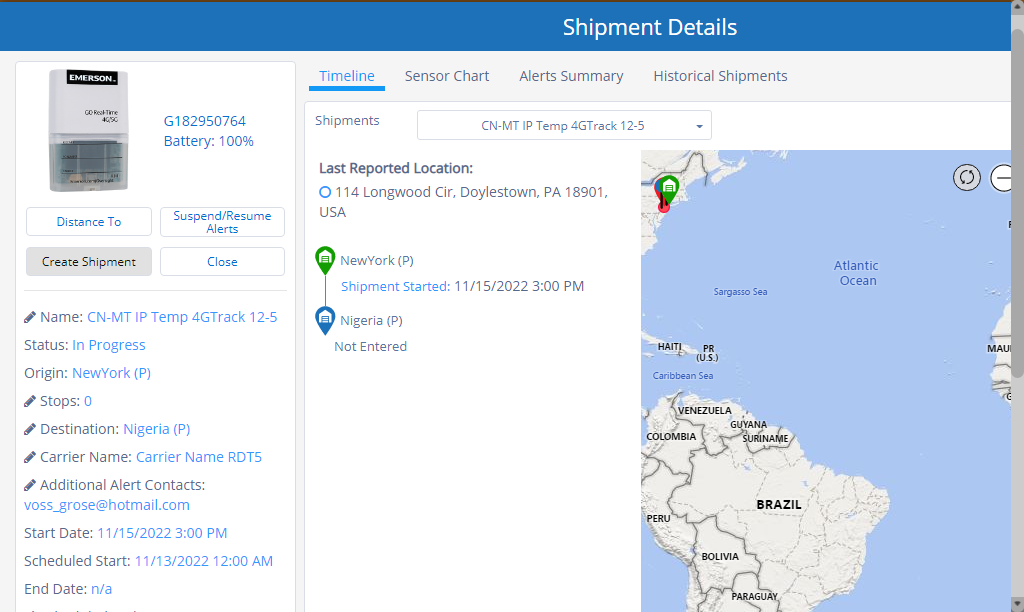 Shipment Details
EMERSON
GO Real-Time
4G/5G
G182950764
Battery: 100%
Distance To
Suspend/Resume
Alerts
Create Shipment
Close
Name: CN-MT IP Temp 4GTrack 12-5
Status: In Progress
Origin: NewYork (P)
Stops: 0
Destination: Nigeria (P)
Carrier Name: Carrier Name RDT5
Additional Alert Contacts:
voss_grose@hotmail.com
Start Date: 11/15/2022 3:00 PM
Scheduled Start: 11/13/2022 12:00 AM
End Date: n/a
Timeline
Sensor Chart
Alerts Summary
Historical Shipments
Shipments
CN-MT IP Temp 4GTrack 12-5
Last Reported Location:
114 Longwood Cir, Doylestown, PA 18901,
USA
NewYork (P)
Shipment Started: 11/15/2022 3:00 PM
Nigeria (P)
Not Entered
Atlantic
Ocean
Sargasso Sea
HAITI
PR
(U.S.)
MAU
Caribbean Sea
VENEZUELA
GUYANA
COLOMBIA
SURINAME
BRAZIL
PERU
BOLIVIA
PARAGUAY